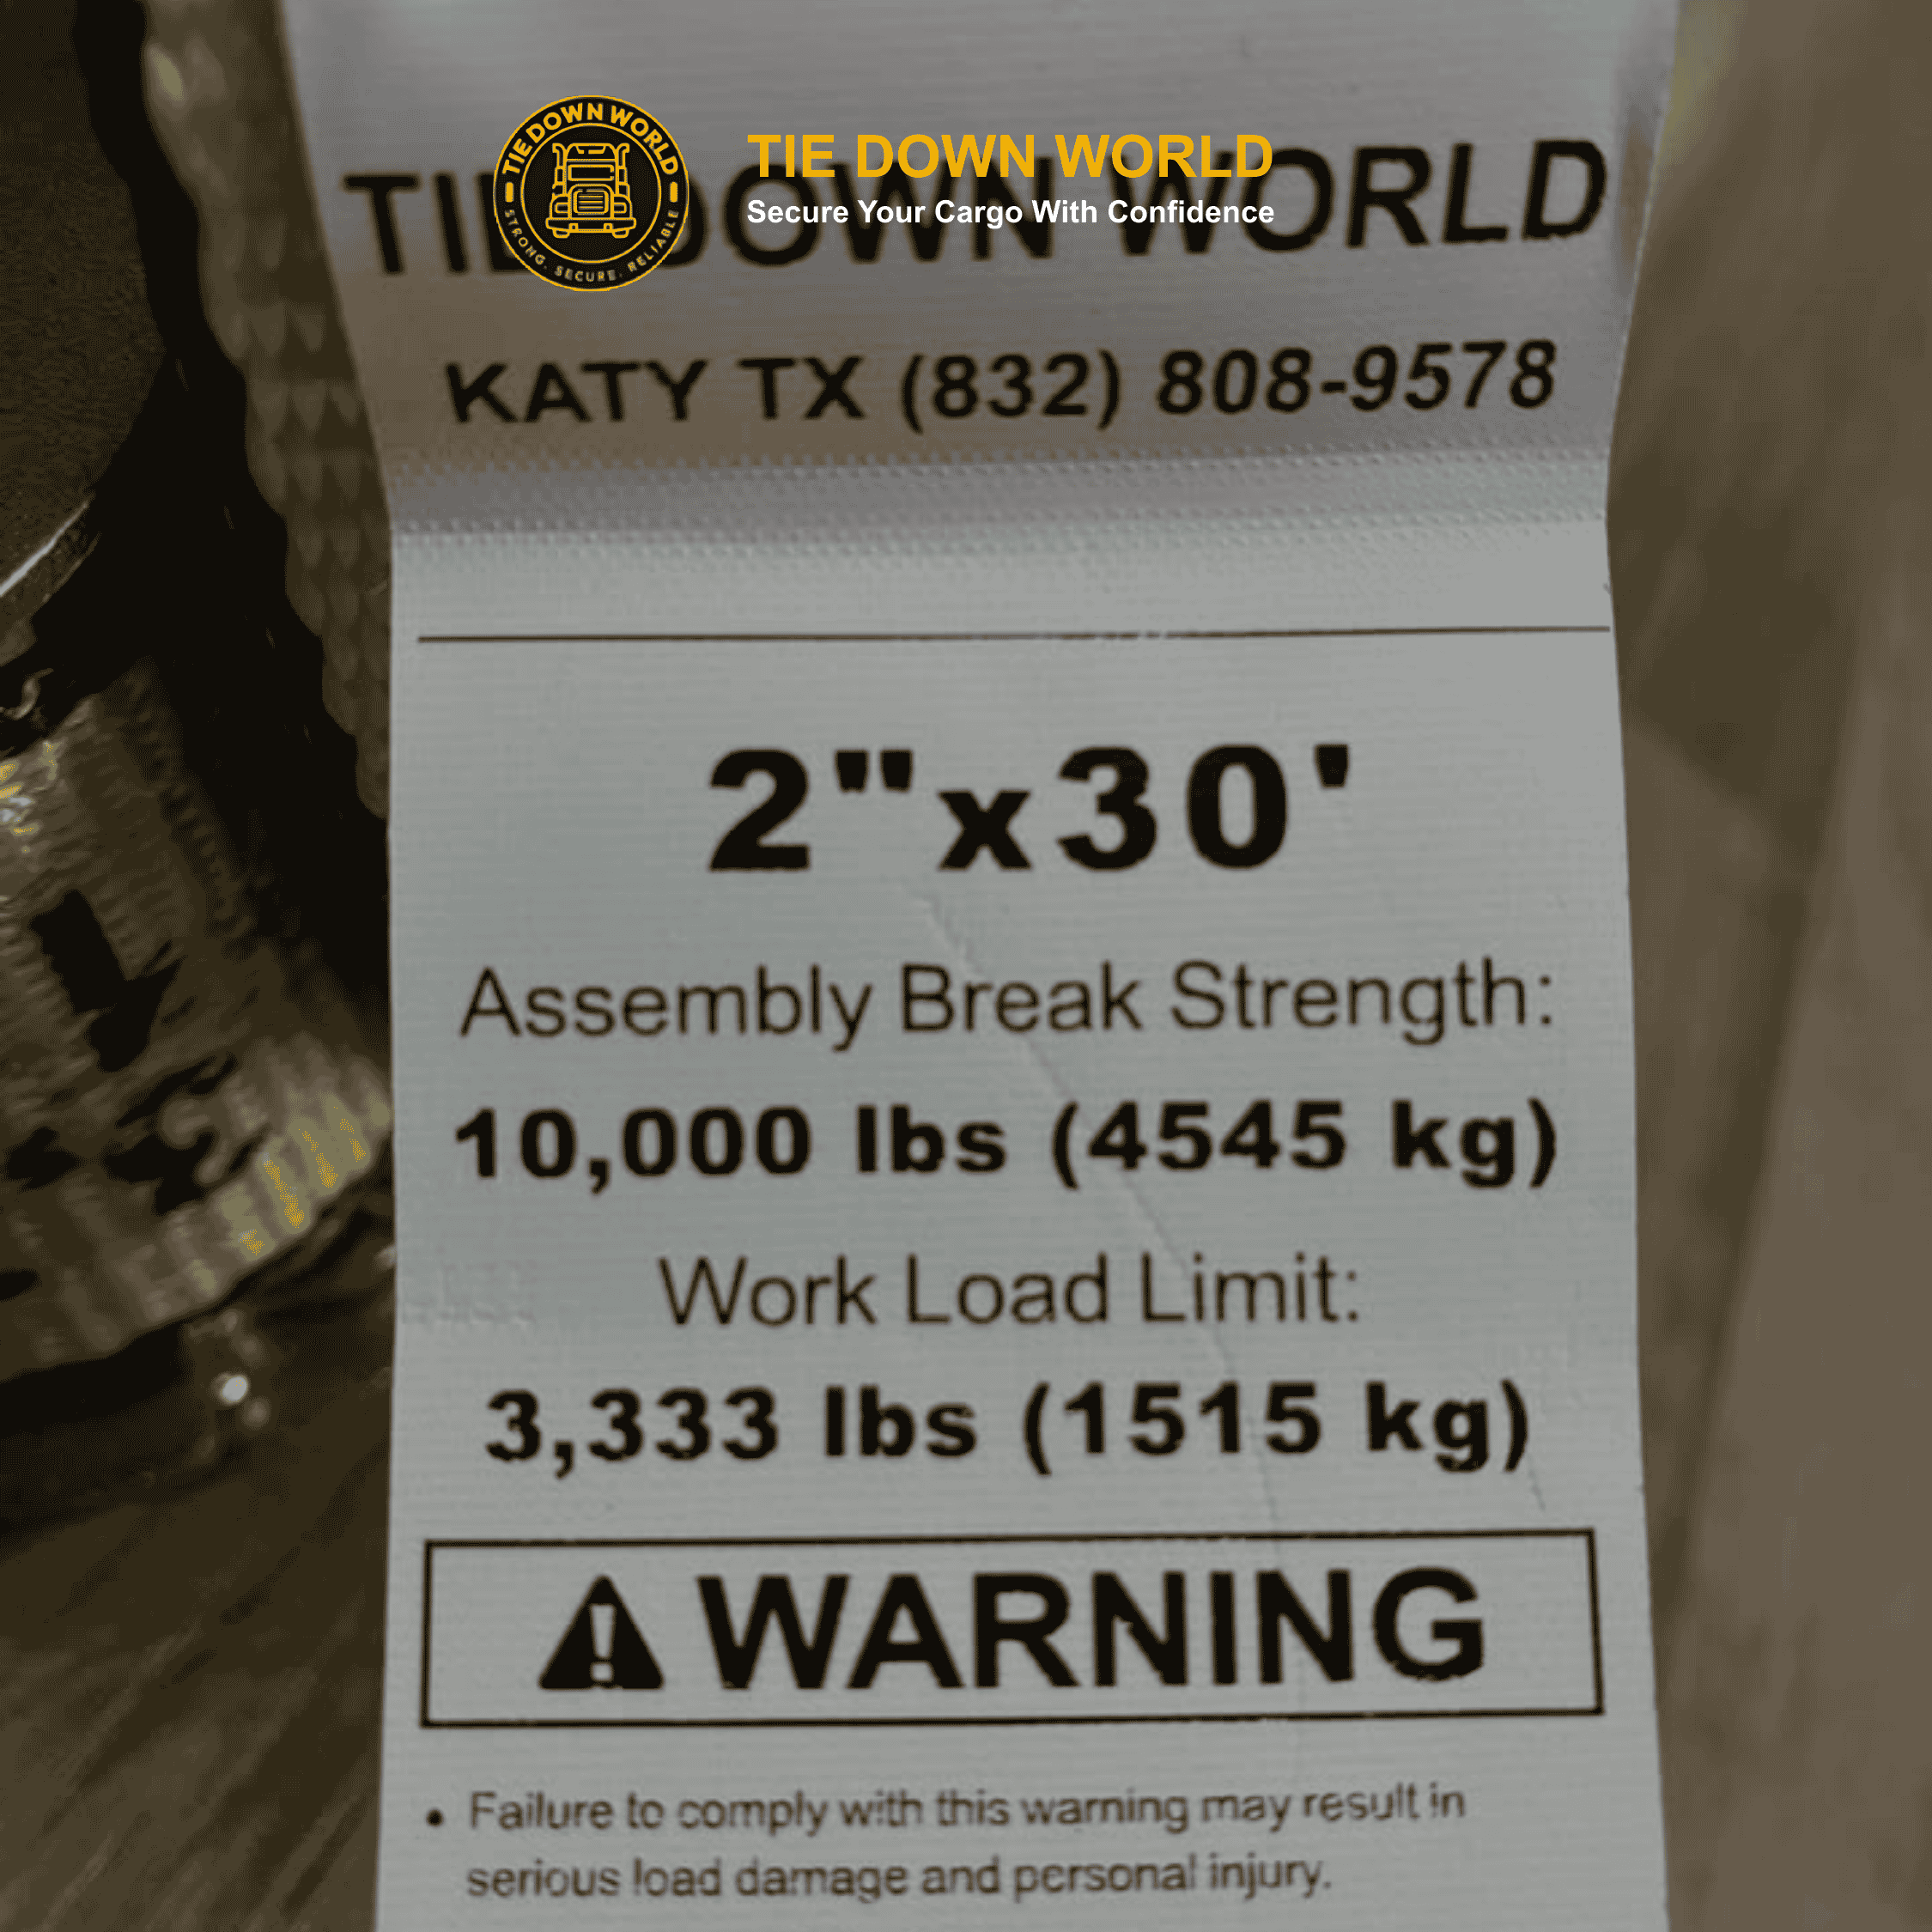 TIE DOWN WORLD
STRONG. SECURE. RELIABLE
TIE DOWN WORLD
Secure Your Cargo With Confidence
DOWN WORLD
KATY TX (832) 808-9578
2"x30'
Assembly Break Strength:
10,000 lbs (4545 kg)
Work Load Limit:
3,333 lbs (1515 kg)
WARNING
• Failure to comply with this warning may result in
serious load damage and personal injury.